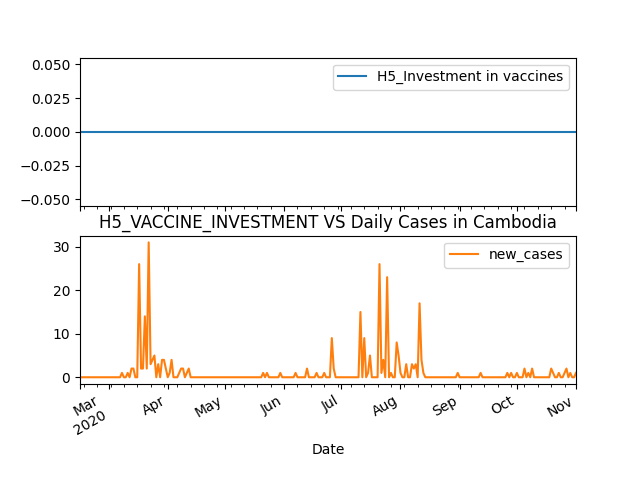 0.050
0.025
0.000
−0.025
−0.050
H5_Investment in vaccines
H5_VACCINE_INVESTMENT VS Daily Cases in Cambodia
30
20
10
0
new_cases
Mar
2020
Apr
May
Jun
Jul
Aug
Sep
Oct
Nov
Date